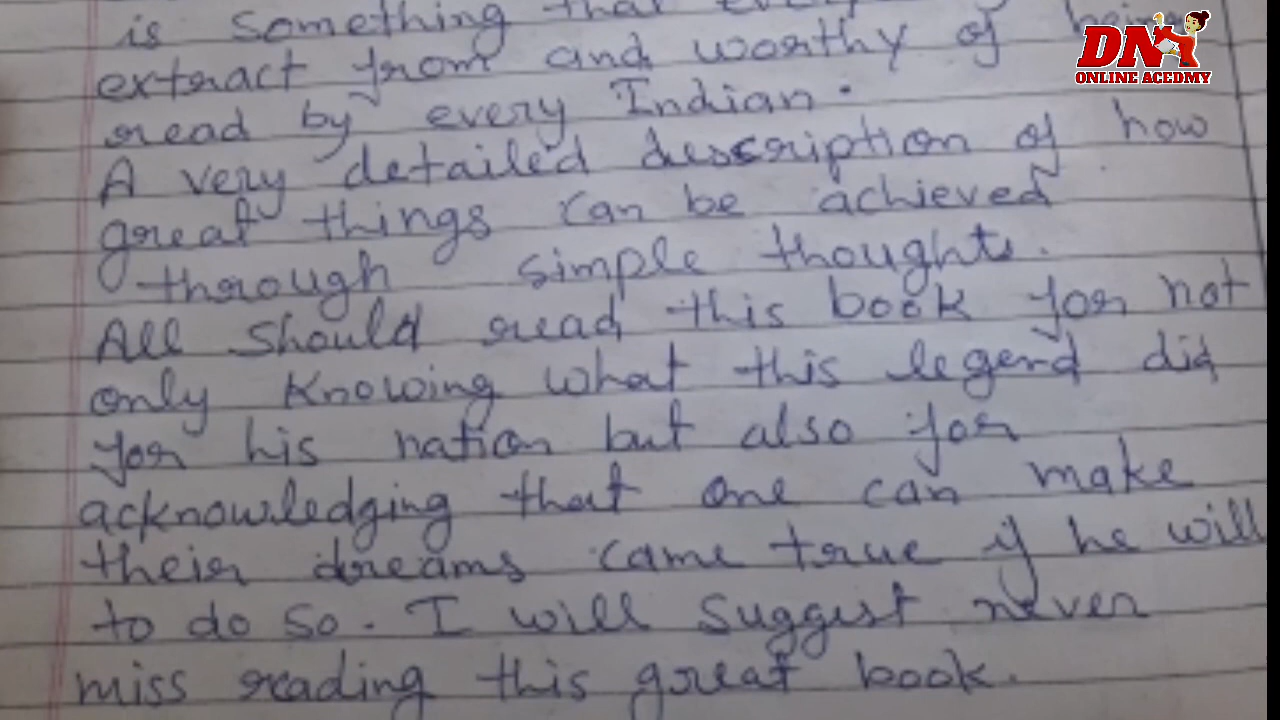 is something that every
extract from and worthy of being
read by every Indian.
A very detailed description of how
great things can be achieved
through simple thoughts.
All should read this book for not
only knowing what this legend did
for his nation but also for
acknowledging that one can make
their dreams came true if he will
to do so. I will suggest never
miss reading this great book.
DNA
ONLINE ACEDMY